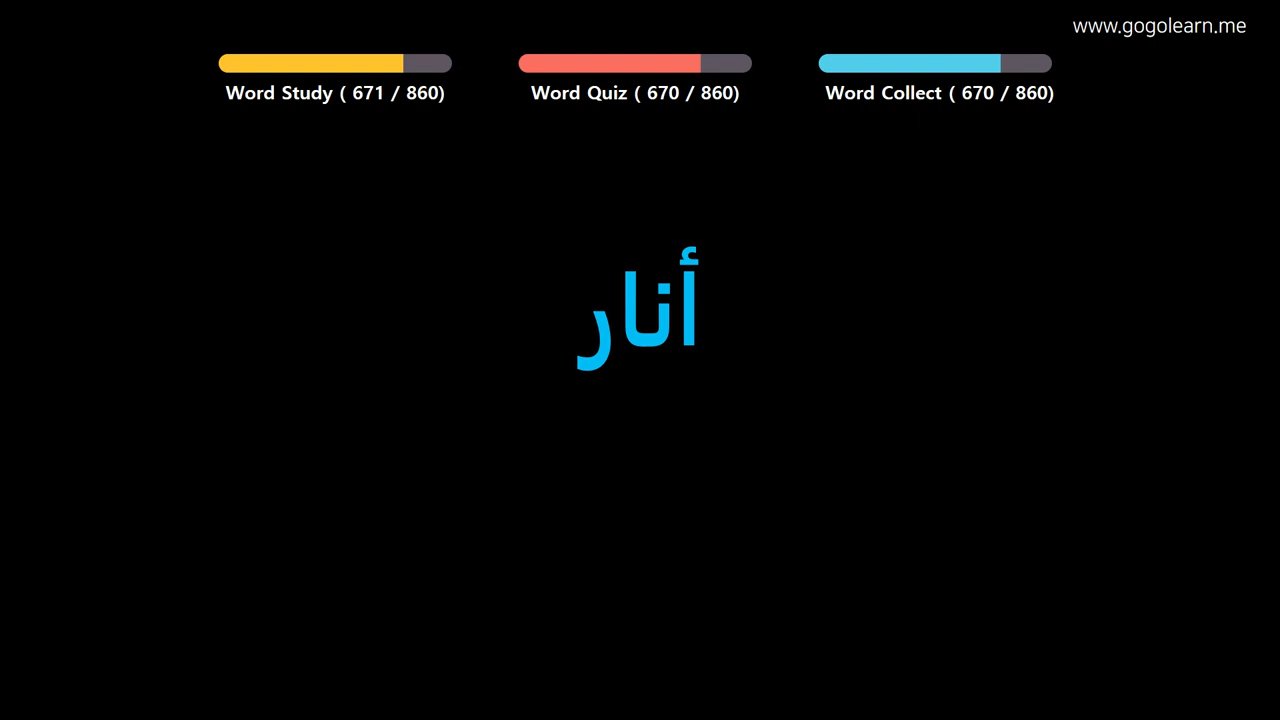 www.gogolearn.me
Word Study ( 671 / 860)
Word Quiz ( 670 / 860)
Word Collect ( 670 / 860)
أنار